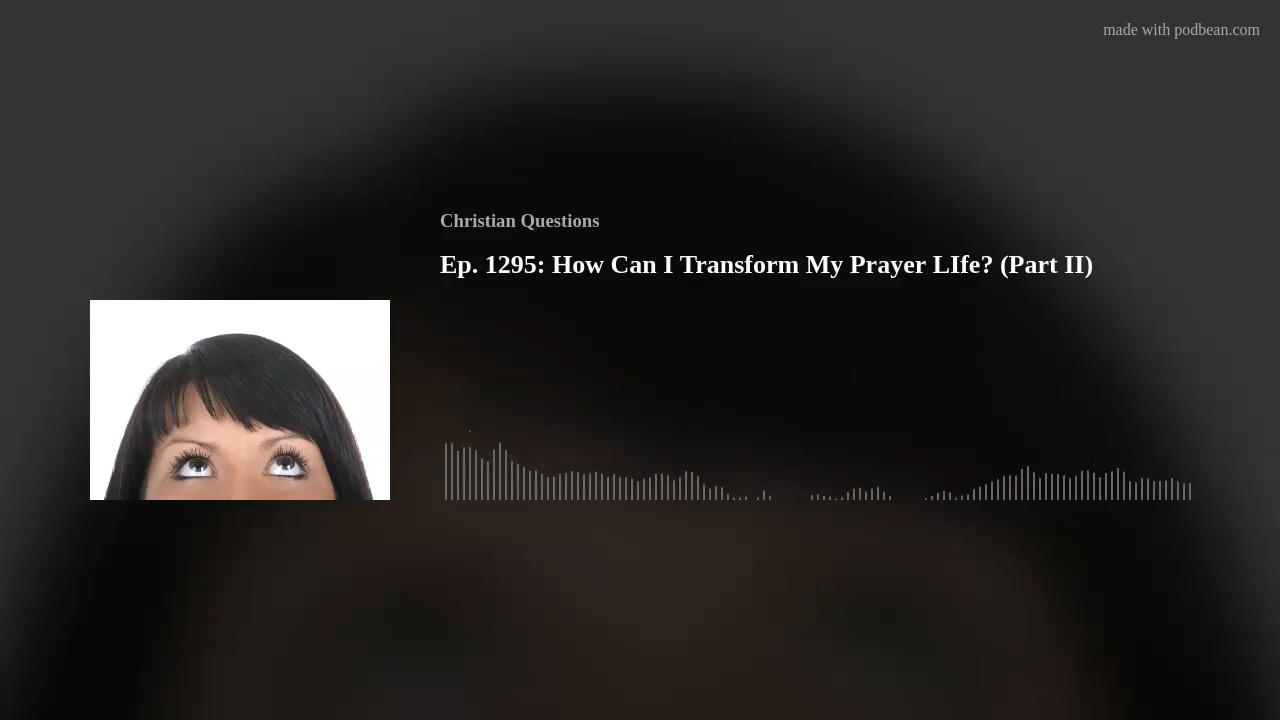 made with podbean.com
Christian Questions
Ep. 1295: How Can I Transform My Prayer LIfe? (Part II)